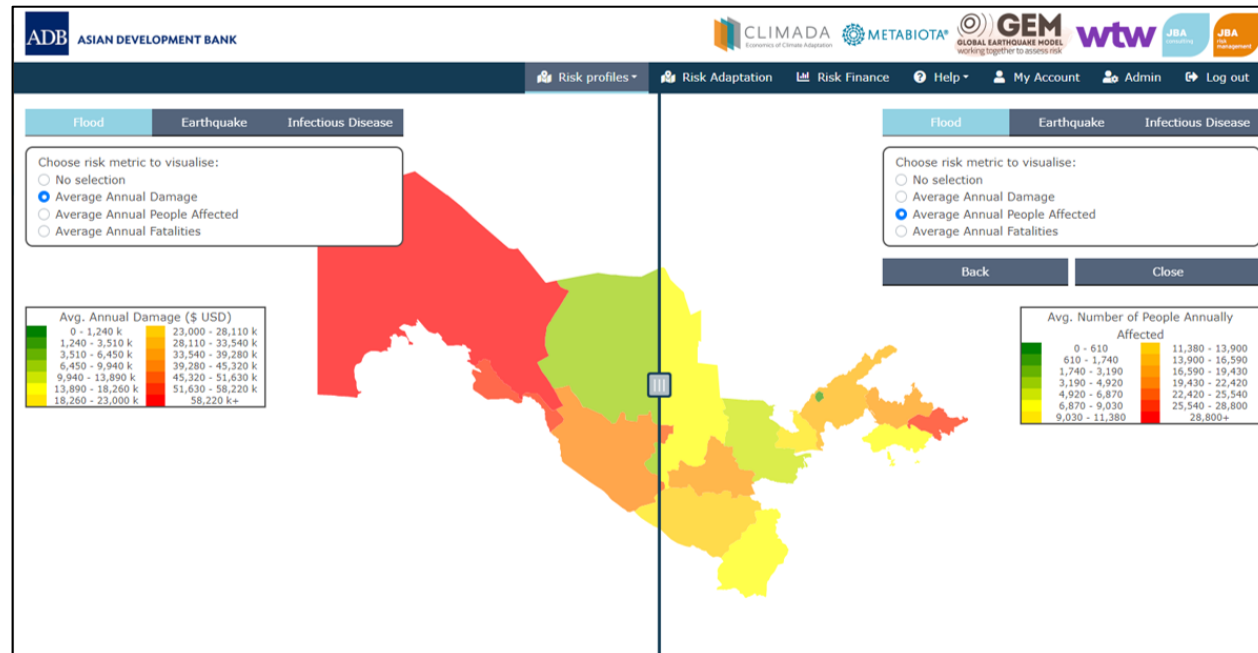 ADB ASIAN DEVELOPMENT BANK
CLIMADA
Economics of Climate Adaptation
METABIOTA®
GEM
GLOBAL EARTHQUAKE MODEL
working together to assess risk
wtw
JBA
consulting
JBA
risk
management
Risk profiles Risk Adaptation Risk Finance Help My Account Admin Log out
Flood Earthquake Infectious Disease
Choose risk metric to visualise:
No selection
Average Annual Damage
Average Annual People Affected
Average Annual Fatalities
Avg. Annual Damage ($ USD)
0 - 1,240 k 23,000 - 28,110 k
1,240 - 3,510 k 28,110 - 33,540 k
3,510 - 6,450 k 33,540 - 39,280 k
6,450 - 9,940 k 39,280 - 45,320 k
9,940 - 13,890 k 45,320 - 51,630 k
13,890 - 18,260 k 51,630 - 58,220 k
18,260 - 23,000 k 58,220 k+
Flood Earthquake Infectious Disease
Choose risk metric to visualise:
No selection
Average Annual Damage
Average Annual People Affected
Average Annual Fatalities
Back Close
Avg. Number of People Annually
Affected
0 - 610 11,380 - 13,900
610 - 1,740 13,900 - 16,590
1,740 - 3,190 16,590 - 19,430
3,190 - 4,920 19,430 - 22,420
4,920 - 6,870 22,420 - 25,540
6,870 - 9,030 25,540 - 28,800
9,030 - 11,380 28,800+